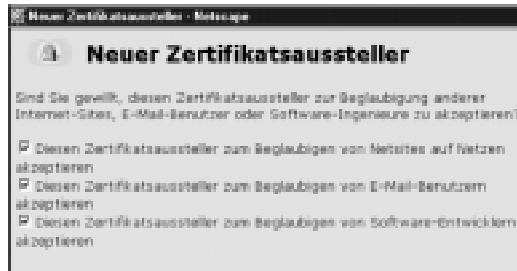 Neuer Zertifikatsaussteller - Netscape
Neuer Zertifikatsaussteller
Sind Sie gewillt, diesen Zertifikatsaussteller zur Beglaubigung anderer
Internet-Sites, E-Mail-Benutzer oder Software-Ingenieure zu akzeptieren?
Diesen Zertifikatsaussteller zum Beglaubigen von Netsites auf Netzen
akzeptieren
Diesen Zertifikatsaussteller zum Beglaubigen von E-Mail-Benutzern
akzeptieren
Diesen Zertifikatsaussteller zum Beglaubigen von Software-Entwicklern
akzeptieren